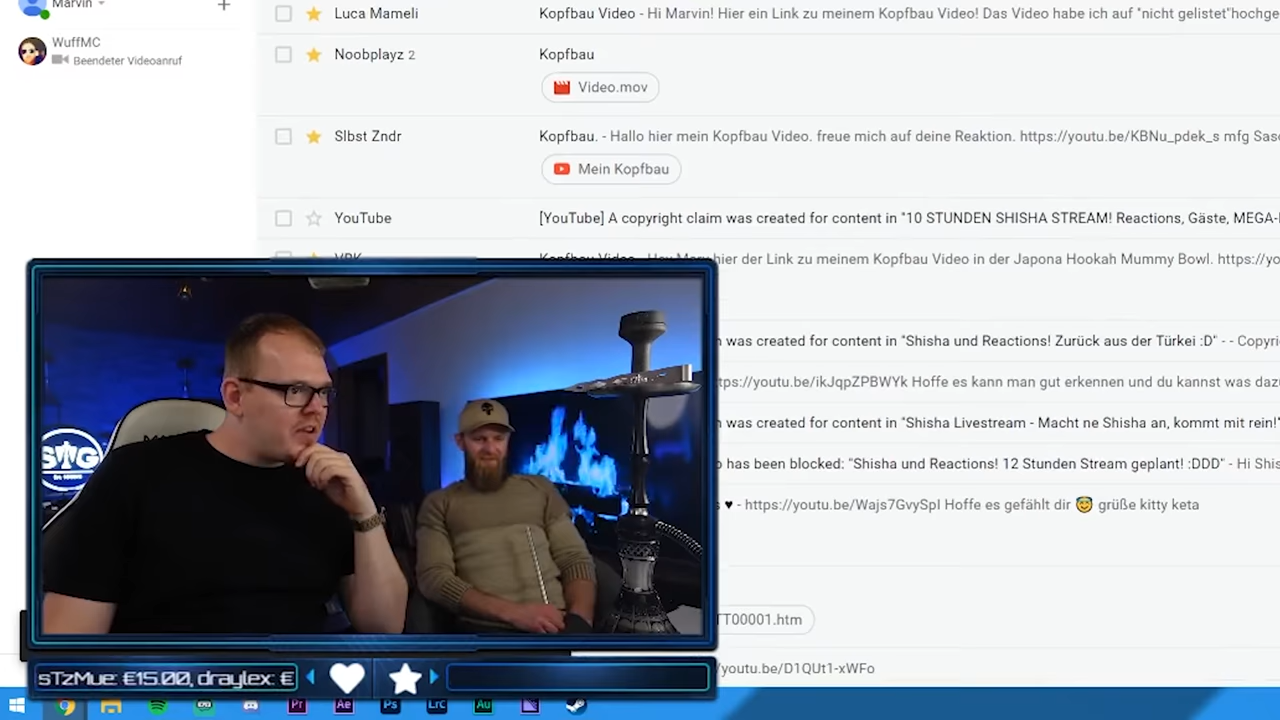 Marvin
WuffMC
Beendeter Videoanruf
Luca Mameli
Kopfbau Video - Hi Marvin! Hier ein Link zu meinem Kopfbau Video! Das Video habe ich auf "nicht gelistet"hochge
Noobplayz 2
Kopfbau
Video.mov
Slbst Zndr
Kopfbau. - Hallo hier mein Kopfbau Video. freue mich auf deine Reaktion. https://youtu.be/KBNu_pdek_s mfg Sas
Mein Kopfbau
YouTube
[YouTube] A copyright claim was created for content in "10 STUNDEN SHISHA STREAM! Reactions, Gäste, MEGA-
hier der Link zu meinem Kopfbau Video in der Japona Hookah Mummy Bowl. https://yo
was created for content in "Shisha und Reactions! Zurück aus der Türkei :D" - - Copyri
tps://youtu.be/ikJqpZPBWYk Hoffe es kann man gut erkennen und du kannst was daz
was created for content in "Shisha Livestream - Macht ne Shisha an, kommt mit rein!"
has been blocked: "Shisha und Reactions! 12 Stunden Stream geplant! :DDD" - Hi Shis
♥ - https://youtu.be/Wajs7GvySpI Hoffe es gefählt dir 😇 grüße kitty keta
TT00001.htm
youtu.be/D1QUt1-xWFo
sTzMue: €15.00, draylex: €
Pr Ae Ps Lrc Au